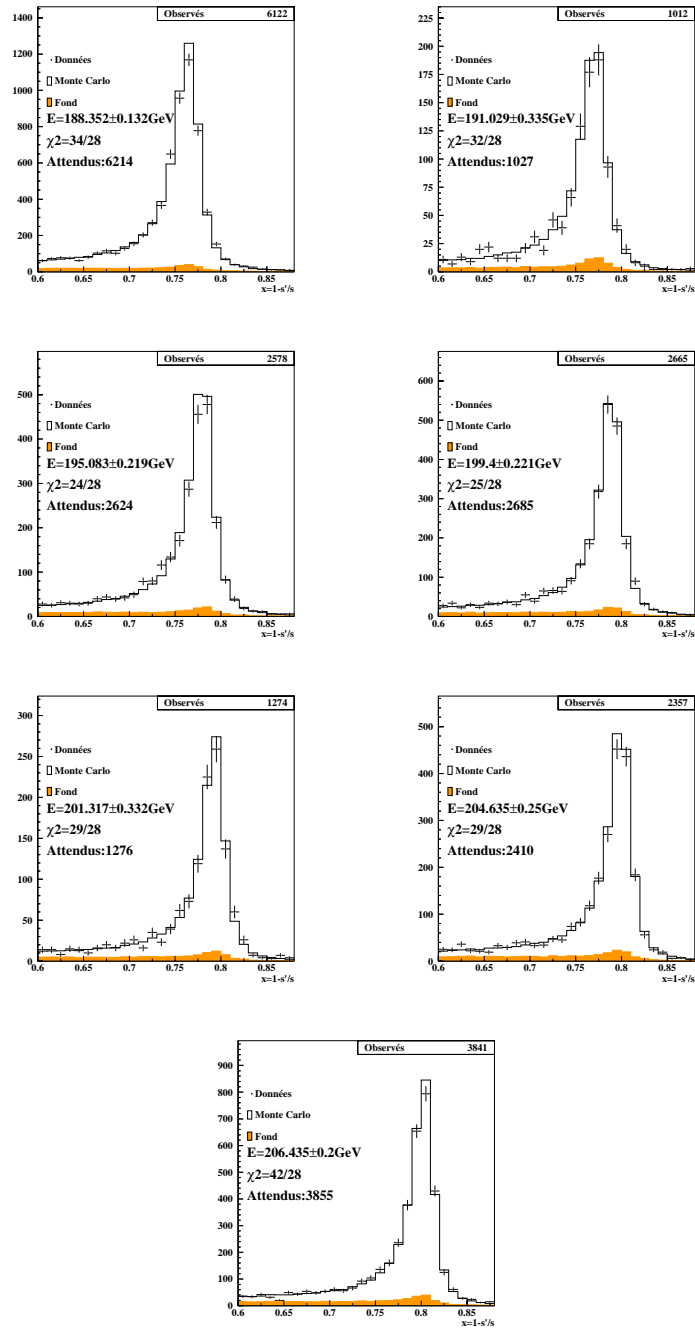 Observés 6122
1400
1200
1000
800
600
400
200
0
· Données
Monte Carlo
Fond
E=188.352±0.132GeV
χ2=34/28
Attendus:6214
0.6 0.65 0.7 0.75 0.8 0.85
x=1-s'/s
Observés 1012
225
200
175
150
125
100
75
50
25
0
· Données
Monte Carlo
Fond
E=191.029±0.335GeV
χ2=32/28
Attendus:1027
0.6 0.65 0.7 0.75 0.8 0.85
x=1-s'/s
Observés 2578
500
400
300
200
100
0
· Données
Monte Carlo
Fond
E=195.083±0.219GeV
χ2=24/28
Attendus:2624
0.6 0.65 0.7 0.75 0.8 0.85
x=1-s'/s
Observés 2665
600
500
400
300
200
100
0
· Données
Monte Carlo
Fond
E=199.4±0.221GeV
χ2=25/28
Attendus:2685
0.6 0.65 0.7 0.75 0.8 0.85
x=1-s'/s
Observés 1274
300
250
200
150
100
50
0
· Données
Monte Carlo
Fond
E=201.317±0.332GeV
χ2=29/28
Attendus:1276
0.6 0.65 0.7 0.75 0.8 0.85
x=1-s'/s
Observés 2357
500
400
300
200
100
0
· Données
Monte Carlo
Fond
E=204.635±0.25GeV
χ2=29/28
Attendus:2410
0.6 0.65 0.7 0.75 0.8 0.85
x=1-s'/s
Observés 3841
900
800
700
600
500
400
300
200
100
0
· Données
Monte Carlo
Fond
E=206.435±0.2GeV
χ2=42/28
Attendus:3855
0.6 0.65 0.7 0.75 0.8 0.85
x=1-s'/s